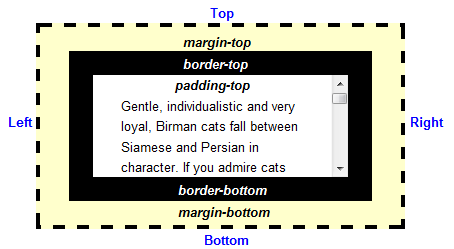 Top
margin-top
border-top
padding-top
Gentle, individualistic and very
loyal, Birman cats fall between
Siamese and Persian in
character. If you admire cats
Left
Right
border-bottom
margin-bottom
Bottom